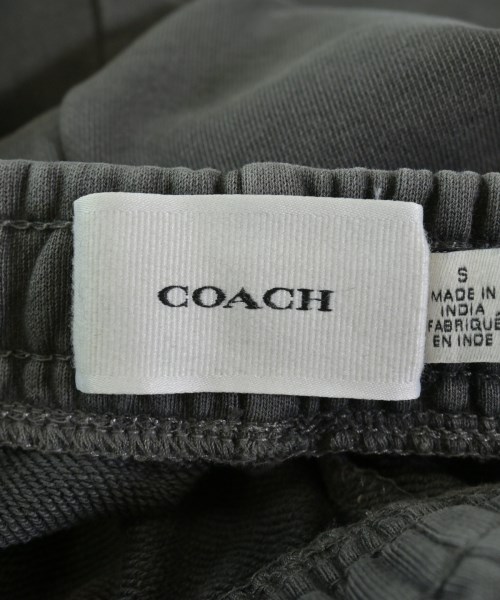 COACH
S
MADE IN
INDIA
FABRIQUÉ
EN INDE